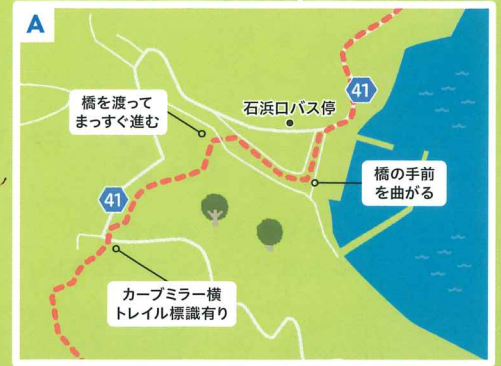 A
41
石浜口バス停
橋を渡って
まっすぐ進む
橋の手前
を曲がる
41
カーブミラー横
トレイル標識有り